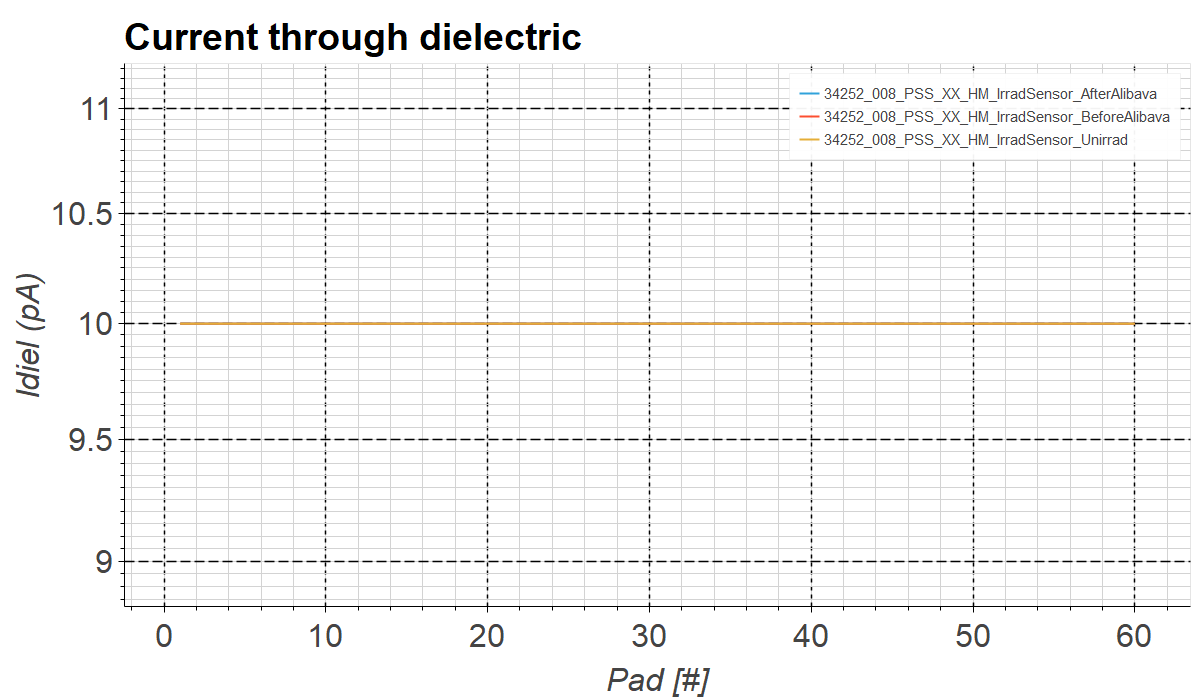 Current through dielectric
34252_008_PSS_XX_HM_IrradSensor_AfterAlibava
34252_008_PSS_XX_HM_IrradSensor_BeforeAlibava
34252_008_PSS_XX_HM_IrradSensor_Unirrad
11
10.5
10
9.5
9
Idiel (pA)
0 10 20 30 40 50 60
Pad [#]